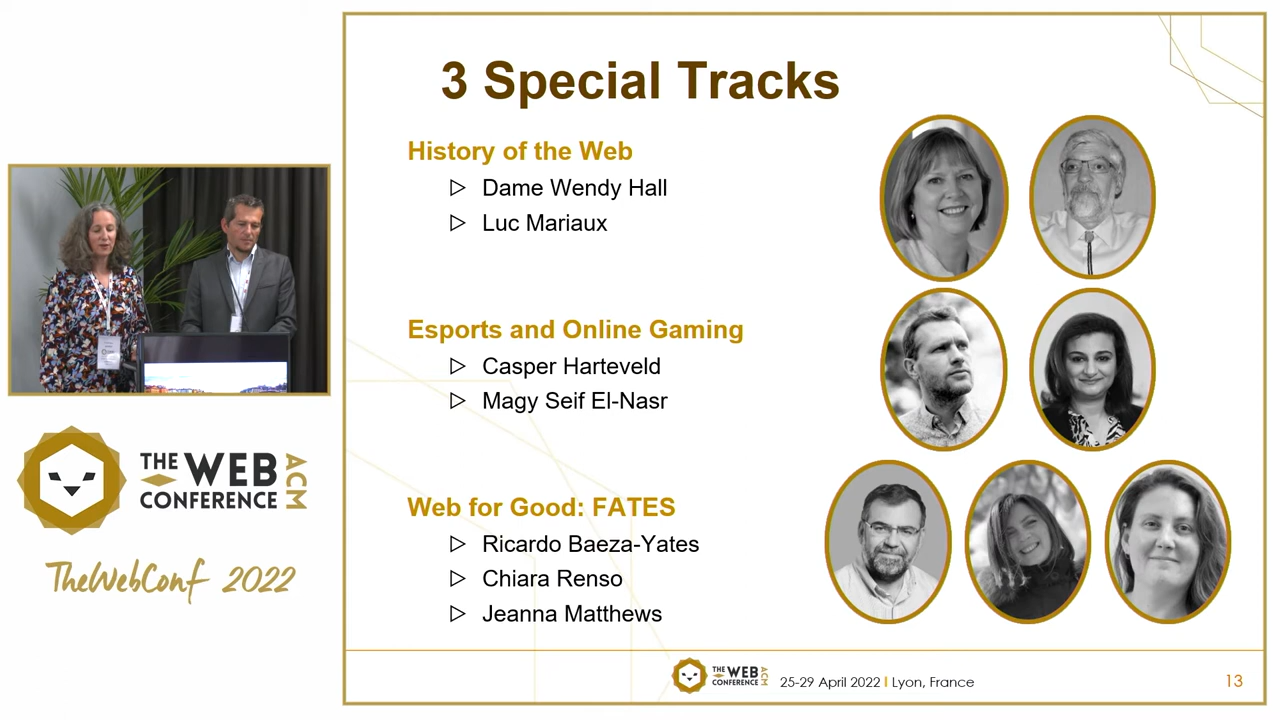 3 Special Tracks
History of the Web
Dame Wendy Hall
Luc Mariaux
Esports and Online Gaming
Casper Harteveld
Magy Seif El-Nasr
Web for Good: FATES
Ricardo Baeza-Yates
Chiara Renso
Jeanna Matthews
THE WEB
CONFERENCE
ACM
TheWebConf 2022
THE WEB
CONFERENCE
ACM
25-29 April 2022 I Lyon, France
13